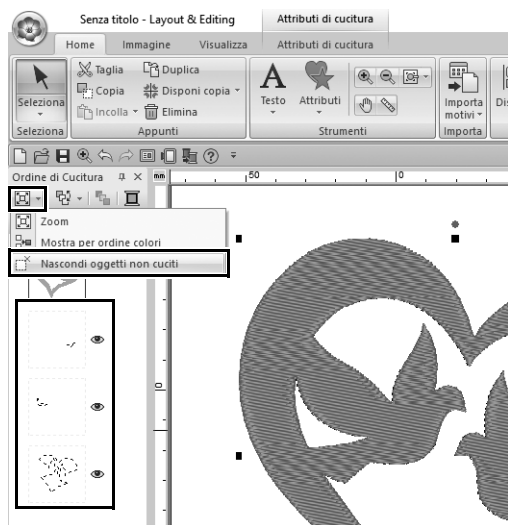 Senza titolo - Layout & Editing
Attributi di cucitura
Home Immagine Visualizza Attributi di cucitura
Seleziona
Taglia
Copia
Incolla
Duplica
Disponi copia
Elimina
Testo
Attributi
Importa
motivi
Seleziona Appunti Strumenti Importa
Ordine di Cucitura
mm
50
0
Zoom
Mostra per ordine colori
Nascondi oggetti non cuciti
0